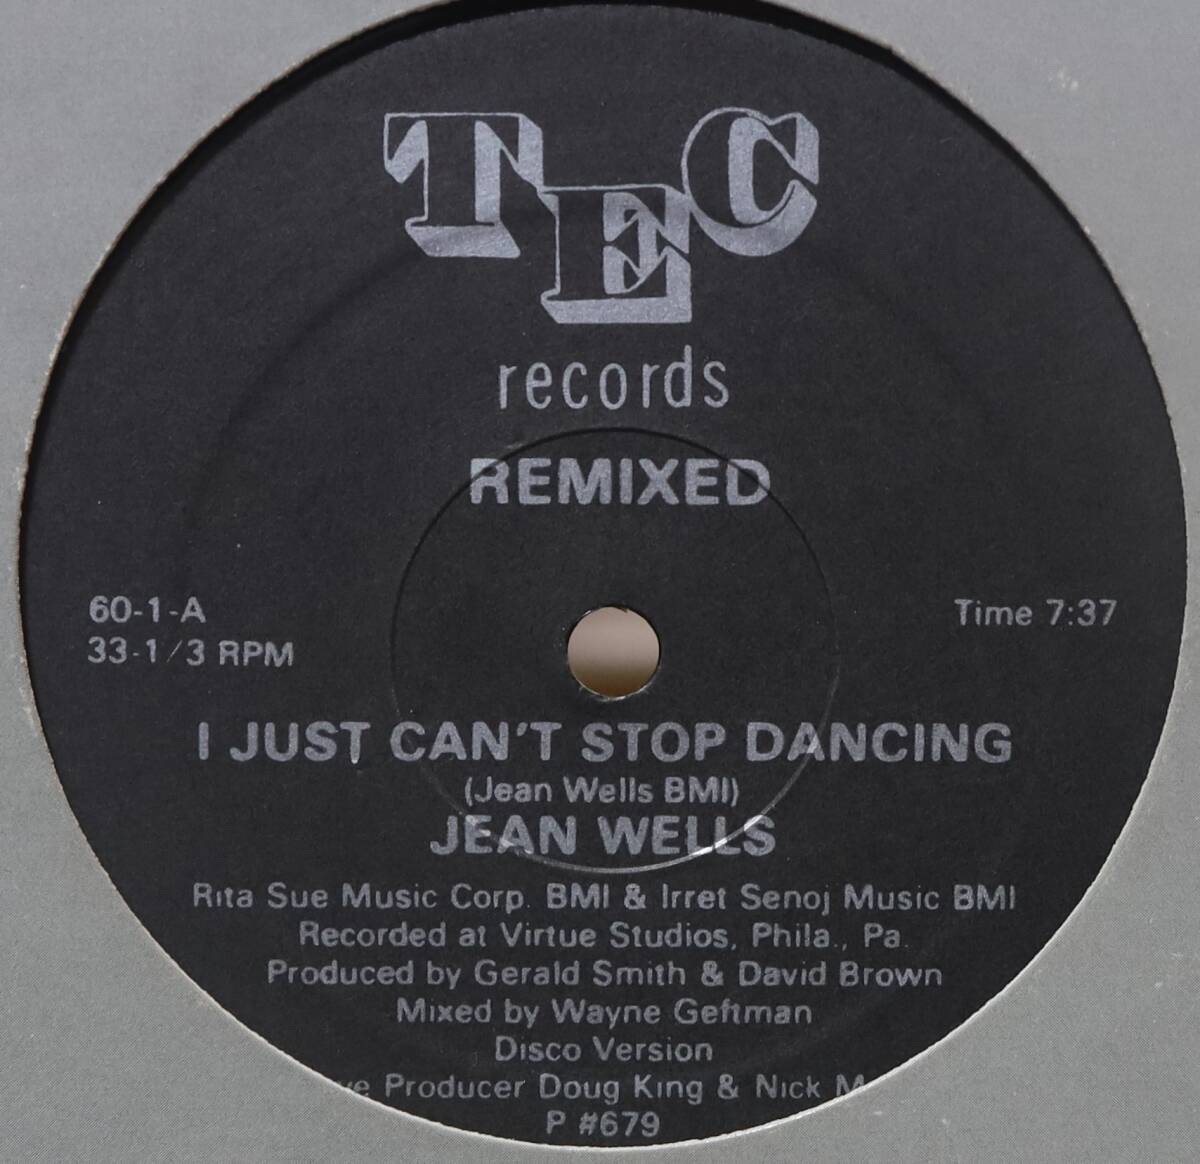 TEC
records
REMIXED
60-1-A
33-1/3 RPM
Time 7:37
I JUST CAN'T STOP DANCING
(Jean Wells BMI)
JEAN WELLS
Rita Sue Music Corp. BMI & Irret Senoj Music BMI
Recorded at Virtue Studios, Phila., Pa.
Produced by Gerald Smith & David Brown
Mixed by Wayne Geftman
Disco Version
Producer Doug King & Nick
P #679